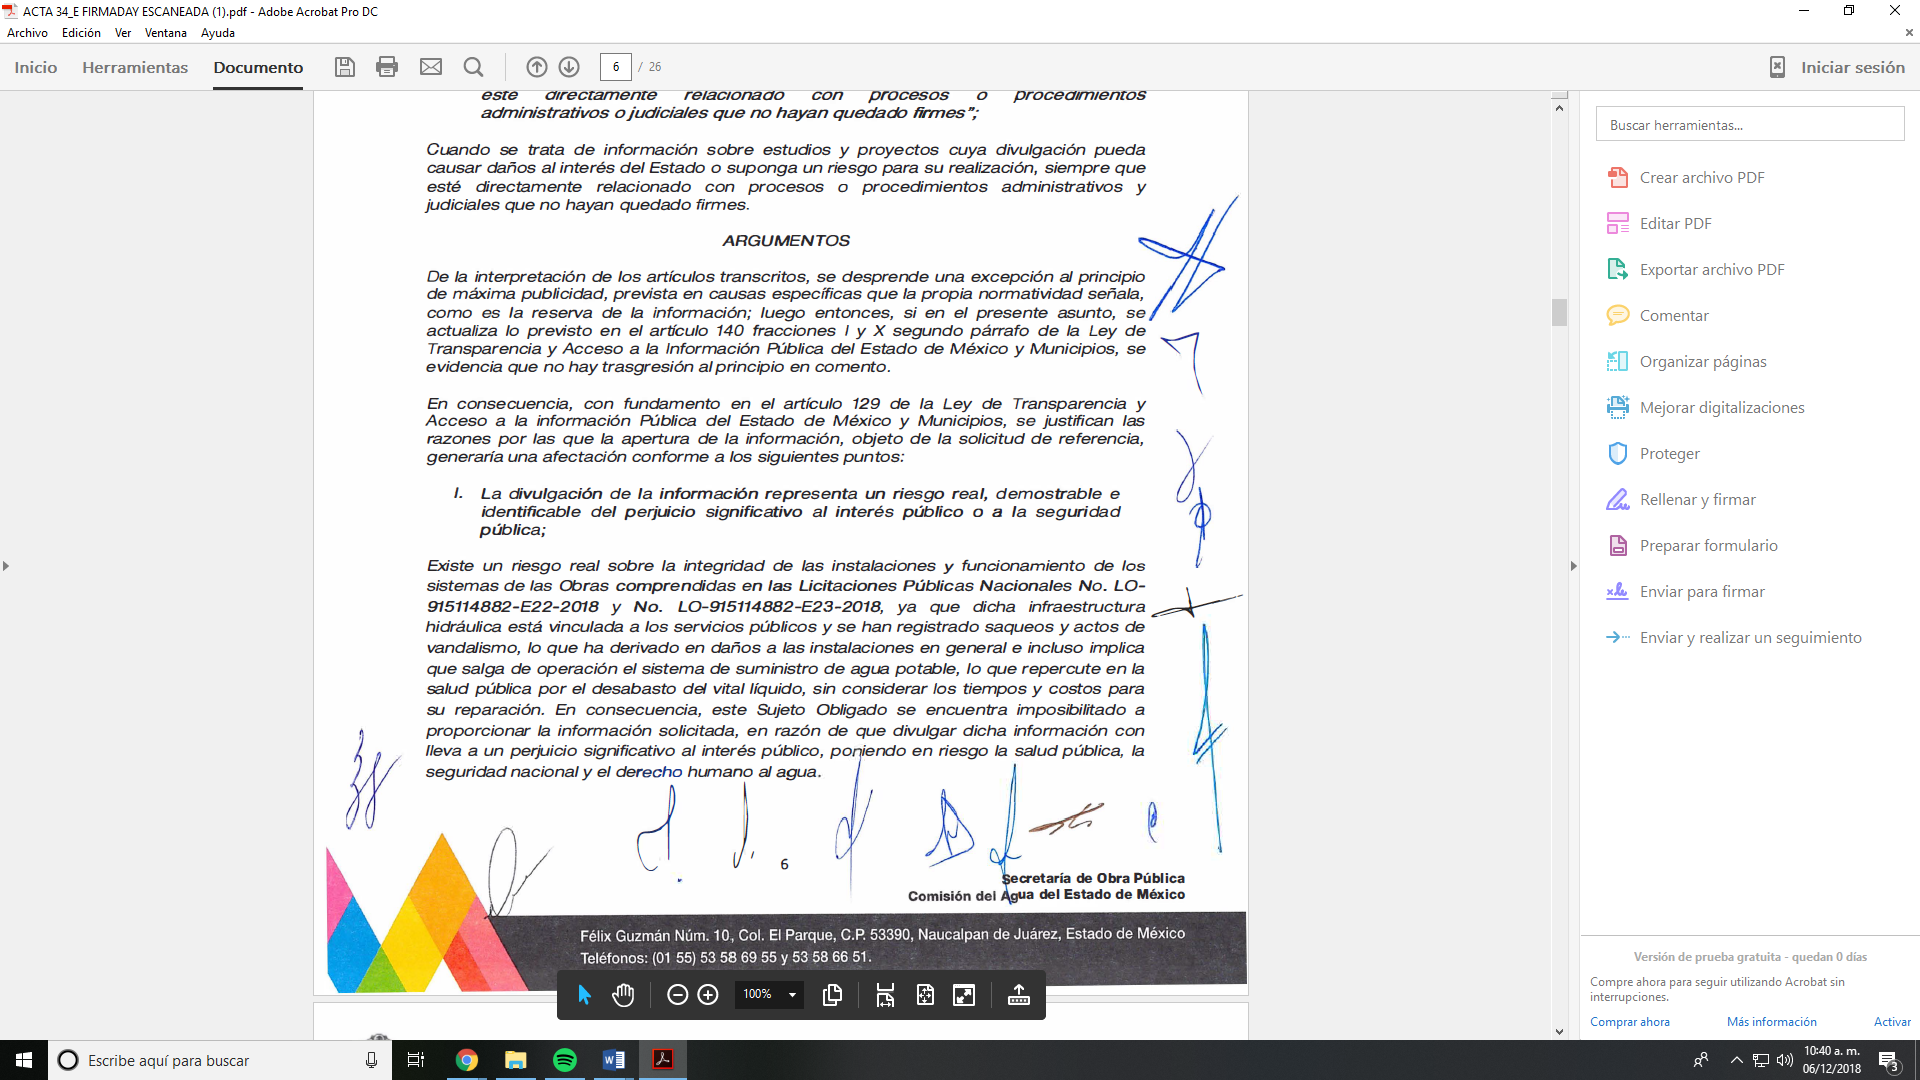 ACTA 34_E FIRMADAY ESCANEADA (1).pdf - Adobe Acrobat Pro DC
Archivo Edición Ver Ventana Ayuda
Inicio Herramientas Documento 6 / 26 Iniciar sesión
esté directamente relacionado con procesos o procedimientos
administrativos o judiciales que no hayan quedado firmes”;
Cuando se trata de información sobre estudios y proyectos cuya divulgación pueda
causar daños al interés del Estado o suponga un riesgo para su realización, siempre que
esté directamente relacionado con procesos o procedimientos administrativos y
judiciales que no hayan quedado firmes.
ARGUMENTOS
De la interpretación de los artículos transcritos, se desprende una excepción al principio
de máxima publicidad, prevista en causas específicas que la propia normatividad señala,
como es la reserva de la información; luego entonces, si en el presente asunto, se
actualiza lo previsto en el artículo 140 fracciones I y X segundo párrafo de la Ley de
Transparencia y Acceso a la Información Pública del Estado de México y Municipios, se
evidencia que no hay trasgresión al principio en comento.
En consecuencia, con fundamento en el artículo 129 de la Ley de Transparencia y
Acceso a la información Pública del Estado de México y Municipios, se justifican las
razones por las que la apertura de la información, objeto de la solicitud de referencia,
generaría una afectación conforme a los siguientes puntos:
I. La divulgación de la información representa un riesgo real, demostrable e
identificable del perjuicio significativo al interés público o a la seguridad
pública;
Existe un riesgo real sobre la integridad de las instalaciones y funcionamiento de los
sistemas de las Obras comprendidas en las Licitaciones Públicas Nacionales No. LO-
915114882-E22-2018 y No. LO-915114882-E23-2018, ya que dicha infraestructura
hidráulica está vinculada a los servicios públicos y se han registrado saqueos y actos de
vandalismo, lo que ha derivado en daños a las instalaciones en general e incluso implica
que salga de operación el sistema de suministro de agua potable, lo que repercute en la
salud pública por el desabasto del vital líquido, sin considerar los tiempos y costos para
su reparación. En consecuencia, este Sujeto Obligado se encuentra imposibilitado a
proporcionar la información solicitada, en razón de que divulgar dicha información con
lleva a un perjuicio significativo al interés público, poniendo en riesgo la salud pública, la
seguridad nacional y el derecho humano al agua.
6
Secretaría de Obra Pública
Comisión del Agua del Estado de México
Félix Guzmán Núm. 10, Col. El Parque, C.P. 53390, Naucalpan de Juárez, Estado de México
Teléfonos: (01 55) 53 58 69 55 y 53 58 66 51.
100%
Buscar herramientas...
Crear archivo PDF
Editar PDF
Exportar archivo PDF
Comentar
Organizar páginas
Mejorar digitalizaciones
Proteger
Rellenar y firmar
Preparar formulario
Enviar para firmar
Enviar y realizar un seguimiento
Versión de prueba gratuita - quedan 0 días
Compre ahora para seguir utilizando Acrobat sin
interrupciones.
Comprar ahora Más información Activar
Escribe aquí para buscar
10:40 a. m.
06/12/2018
3